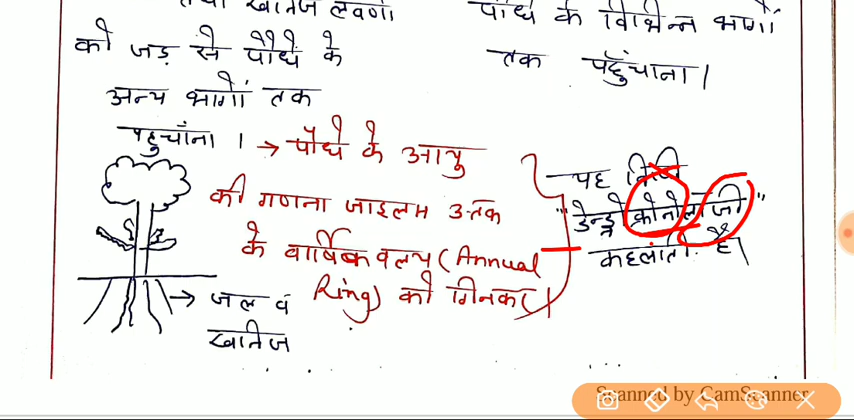 तथा खनिज लवणों
को जड़ से पौधे के
अन्य भागों तक
पहुचाँना ।
पौधे के विभिन्न भागों
तक पहुँचाना।
→ पौधे के आयु
की गणना जाइलम उतक
के वार्षिक वलय (Annual
Ring) को गिनकर।
यह विधी
"डेन्ड्रोक्रोनोलॉजी"
कहलाती है।
→ जल व
खनिज
Scanned by CamScanner